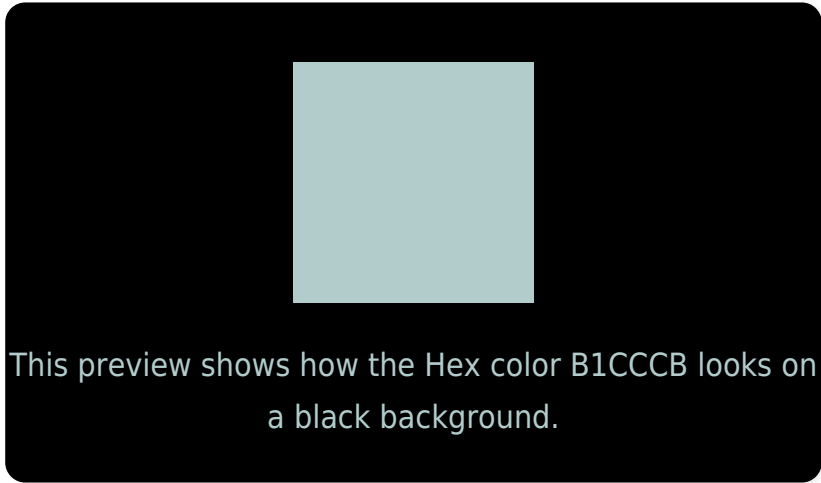 This preview shows how the Hex color B1CCCB looks on
a black background.